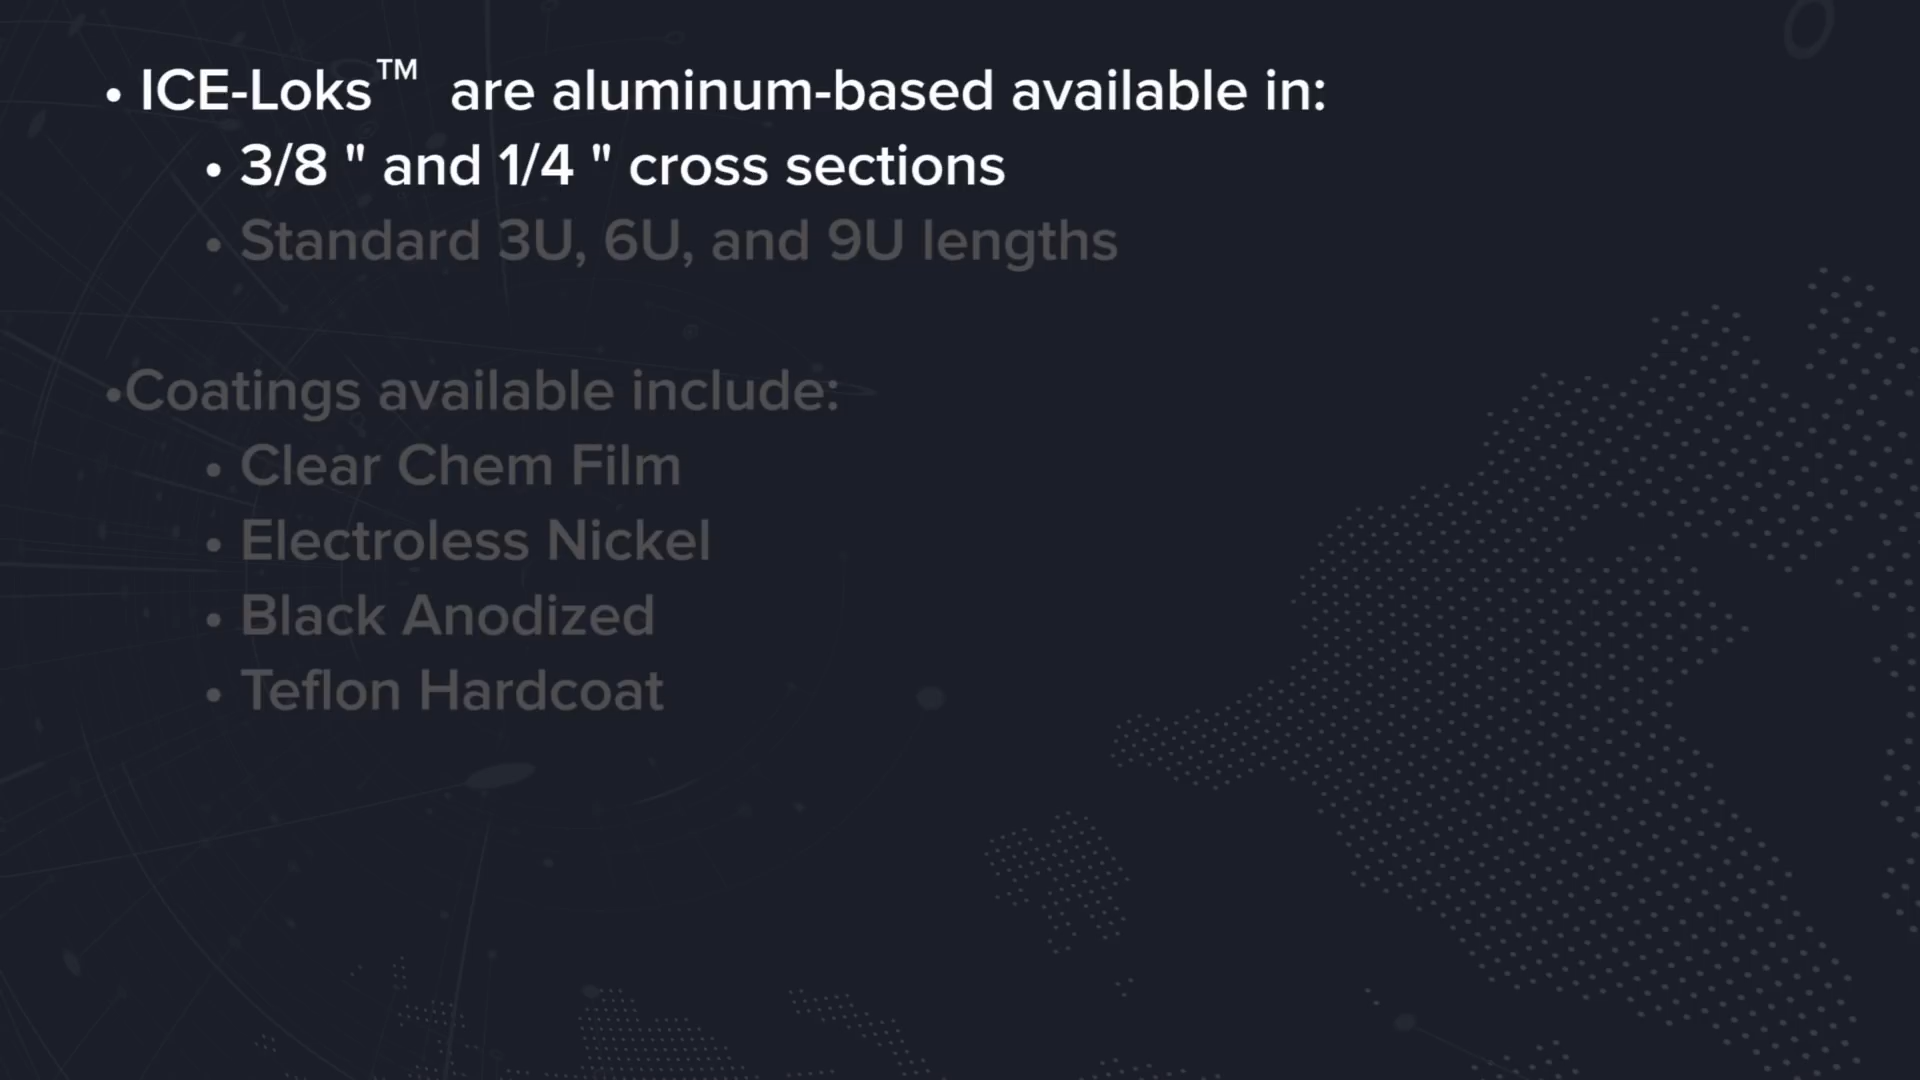 • ICE-Loks™ are aluminum-based available in:
• 3/8 " and 1/4 " cross sections
• Standard 3U, 6U, and 9U lengths
•Coatings available include:
• Clear Chem Film
• Electroless Nickel
• Black Anodized
• Teflon Hardcoat